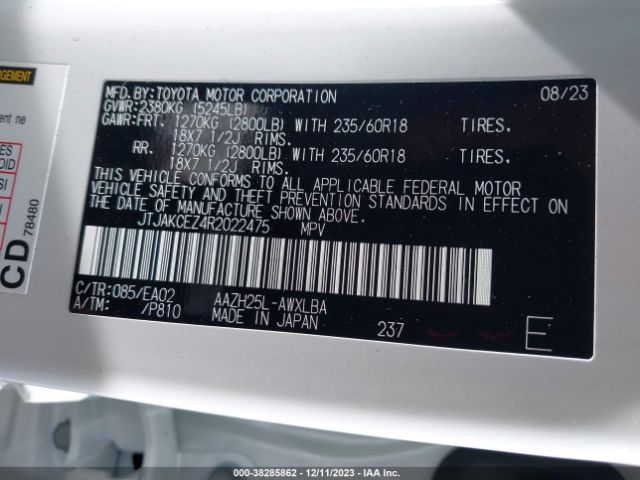 MFD.BY:TOYOTA MOTOR CORPORATION 08/23
GVWR:2380KG (5245LB)
GAWR:FRT. 1270KG (2800LB) WITH 235/60R18 TIRES.
18X7 1/2J RIMS.
RR. 1270KG (2800LB) WITH 235/60R18 TIRES.
18X7 1/2J RIMS.
THIS VEHICLE CONFORMS TO ALL APPLICABLE FEDERAL MOTOR
VEHICLE SAFETY AND THEFT PREVENTION STANDARDS IN EFFECT ON
THE DATE OF MANUFACTURE SHOWN ABOVE.
JTJAKCEZ4R2022475 MPV
C/TR:085/EA02 AAZH25L-AWXLBA
A/TM: /P810 MADE IN JAPAN 237 E
CD 78480
000-38285862 - 12/11/2023 - IAA Inc.